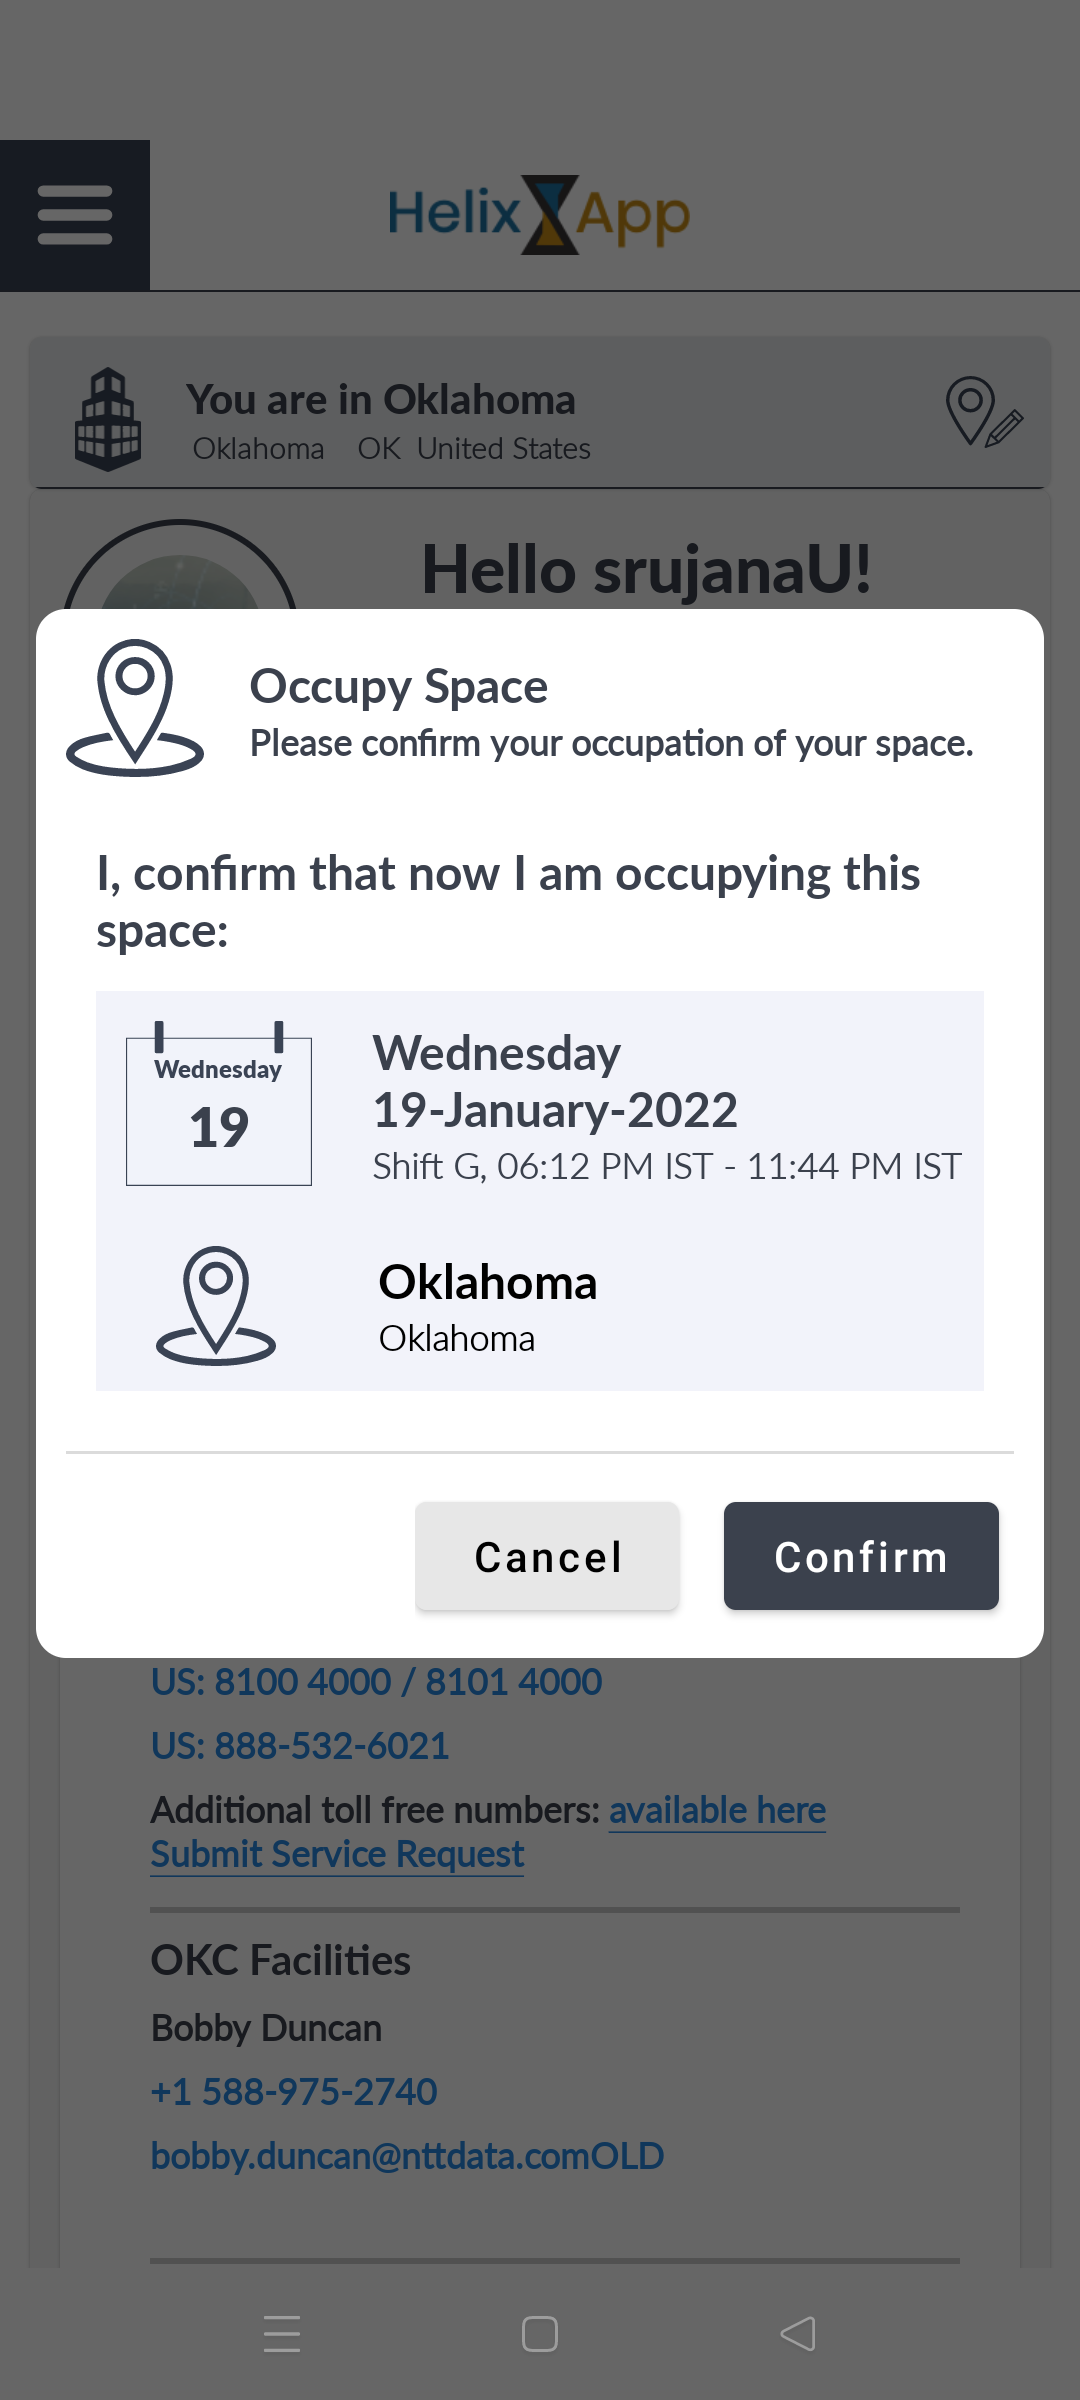 Helix App
You are in Oklahoma
Oklahoma OK United States
Hello srujanaU!
Occupy Space
Please confirm your occupation of your space.
I, confirm that now I am occupying this
space:
Wednesday
19
Wednesday
19-January-2022
Shift G, 06:12 PM IST - 11:44 PM IST
Oklahoma
Oklahoma
Cancel
Confirm
US: 8100 4000 / 8101 4000
US: 888-532-6021
Additional toll free numbers: available here
Submit Service Request
OKC Facilities
Bobby Duncan
+1 588-975-2740
bobby.duncan@nttdata.comOLD